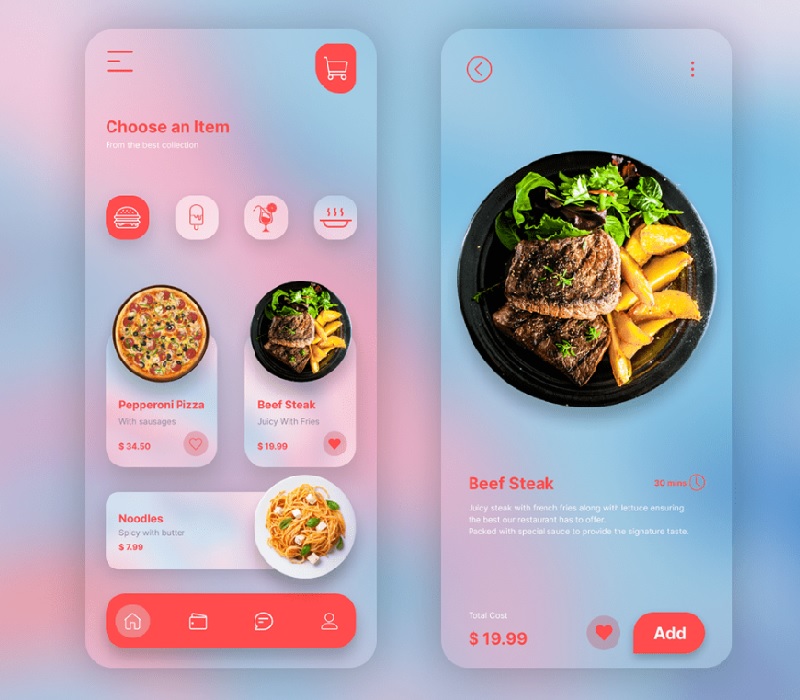 Choose an Item
from the best collection
Pepperoni Pizza
With sausages
$ 34.50
Beef Steak
Juicy With Fries
$ 19.99
Noodles
Spicy with butter
$ 7.99
Beef Steak
30 mins
Juicy steak with french fries along with lettuce ensuring
the best our restaurant has to offer.
Packed with special sauce to provide the signature taste.
Total Cost
$ 19.99
Add